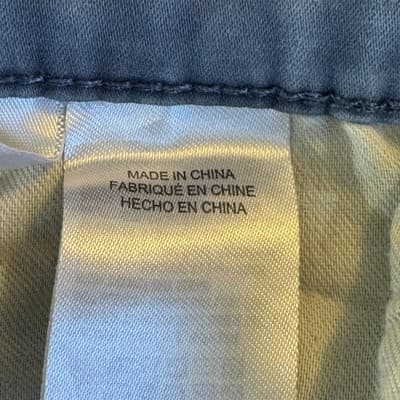 MADE IN CHINA
FABRIQUÉ EN CHINE
HECHO EN CHINA